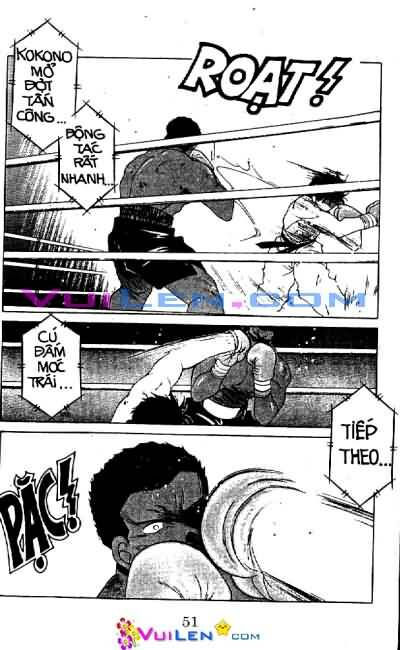 KOKONO
MỞ
ĐỢT
TẤN
CÔNG...
ROẠT!
ĐỘNG
TÁC
RẤT
NHANH...
VUILEN.COM
CÚ
ĐẤM
MÓC
TRÁI...
TIẾP
THEO...
PẶC!
51
VUILEN.COM